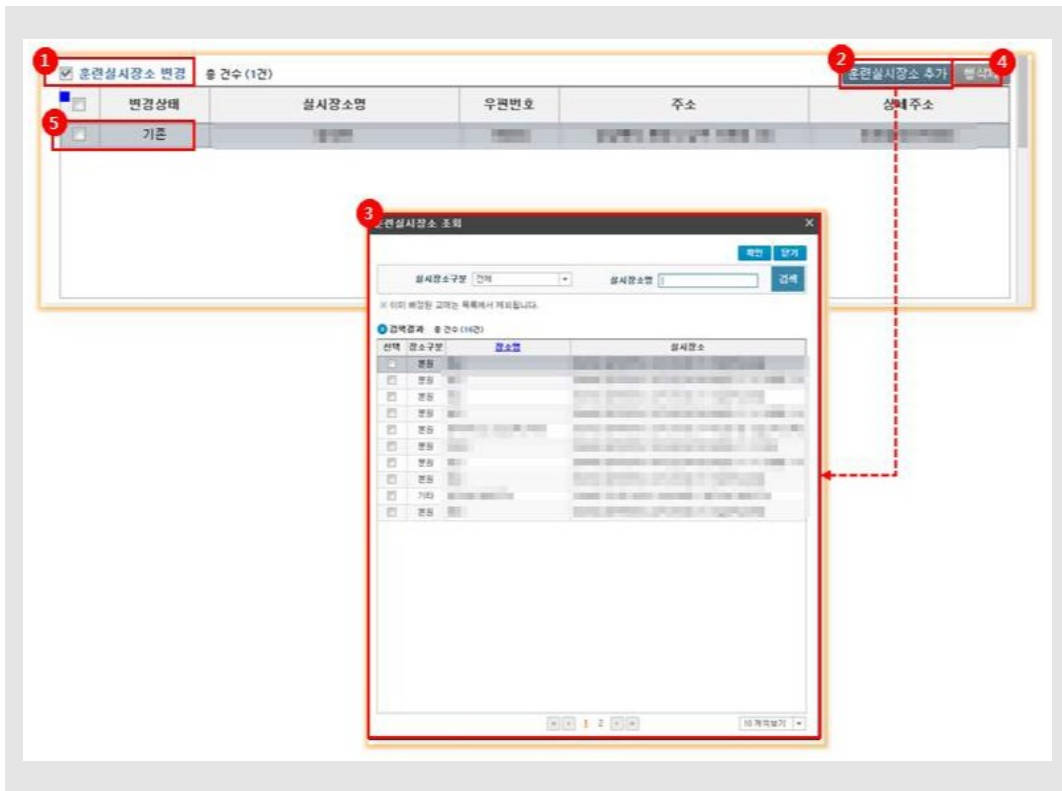 1 훈련실시장소 변경 총 건수 (1건) 2 훈련실시장소 추가 4
변경상태 실시장소명 우편번호 주소 상세주소
5 기존
3 훈련실시장소 조회 ×
확인 닫기
실시장소구분 전체 실시장소명 검색
※ 이미 배정된 교재는 목록에서 제외됩니다.
검색결과 총 건수 (16건)
선택 장소구분 장소명 실시장소
본원
본원
본원
본원
본원
본원
본원
본원
기타
본원
1 2 10개씩보기